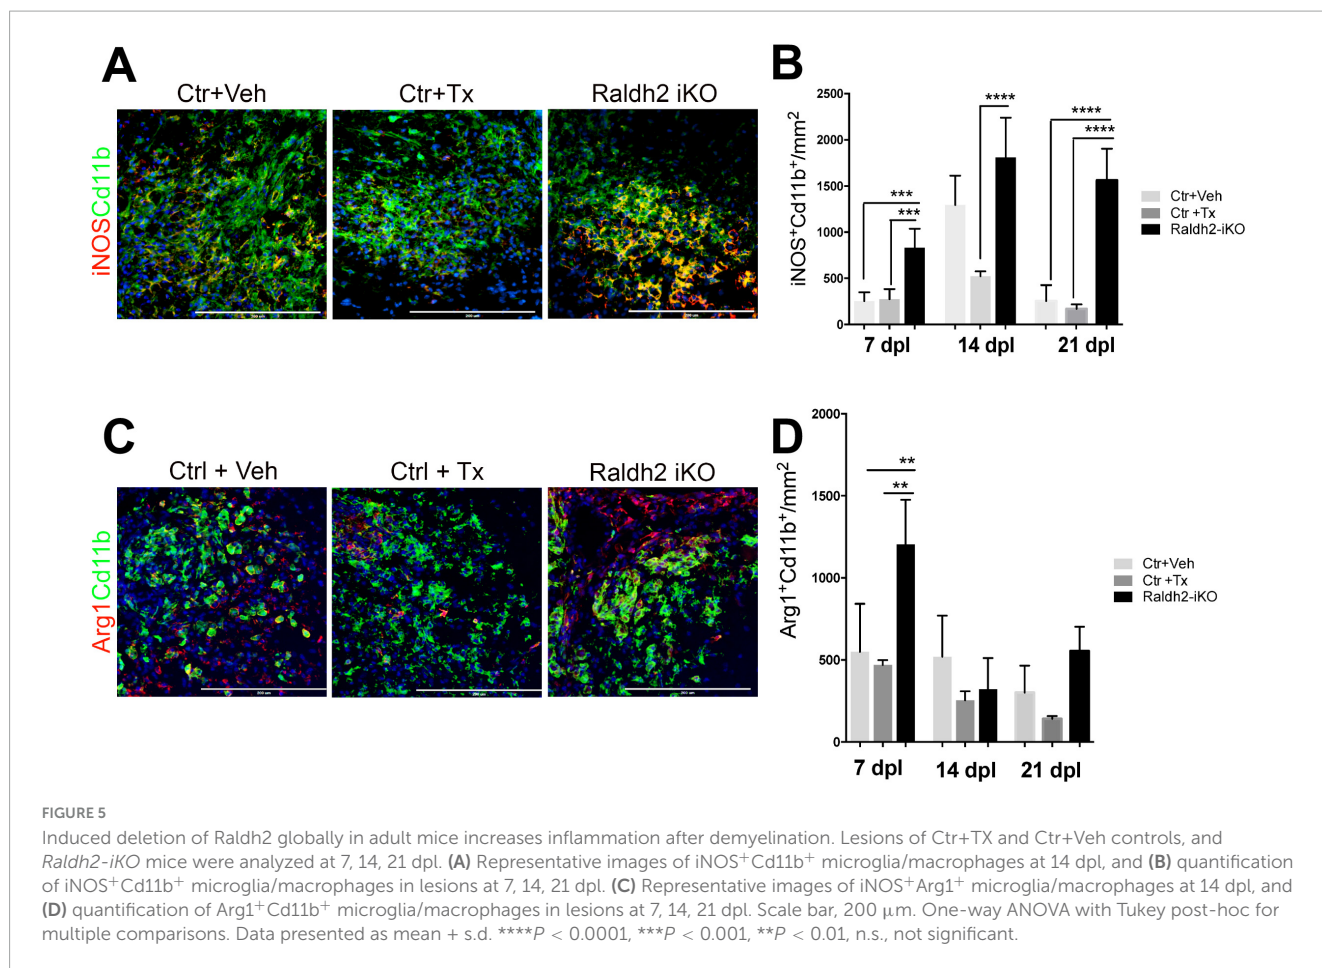 A
Ctr+Veh
Ctr+Tx
Raldh2 iKO
iNOSCd11b
200 um
200 um
B
iNOS⁺Cd11b⁺/mm²
2500
2000
1500
1000
500
0
***
***
****
****
****
7 dpl
14 dpl
21 dpl
Ctr+Veh
Ctr +Tx
Raldh2-iKO
C
Ctrl + Veh
Ctrl + Tx
Raldh2 iKO
Arg1Cd11b
200 um
200 um
D
Arg1⁺Cd11b⁺/mm²
2000
1500
1000
500
0
**
**
7 dpl
14 dpl
21 dpl
Ctr+Veh
Ctr +Tx
Raldh2-iKO
FIGURE 5
Induced deletion of Raldh2 globally in adult mice increases inflammation after demyelination. Lesions of Ctr+TX and Ctr+Veh controls, and
Raldh2-iKO mice were analyzed at 7, 14, 21 dpl. (A) Representative images of iNOS⁺Cd11b⁺ microglia/macrophages at 14 dpl, and (B) quantification
of iNOS⁺Cd11b⁺ microglia/macrophages in lesions at 7, 14, 21 dpl. (C) Representative images of iNOS⁺Arg1⁺ microglia/macrophages at 14 dpl, and
(D) quantification of Arg1⁺Cd11b⁺ microglia/macrophages in lesions at 7, 14, 21 dpl. Scale bar, 200 μm. One-way ANOVA with Tukey post-hoc for
multiple comparisons. Data presented as mean + s.d. ****P < 0.0001, ***P < 0.001, **P < 0.01, n.s., not significant.